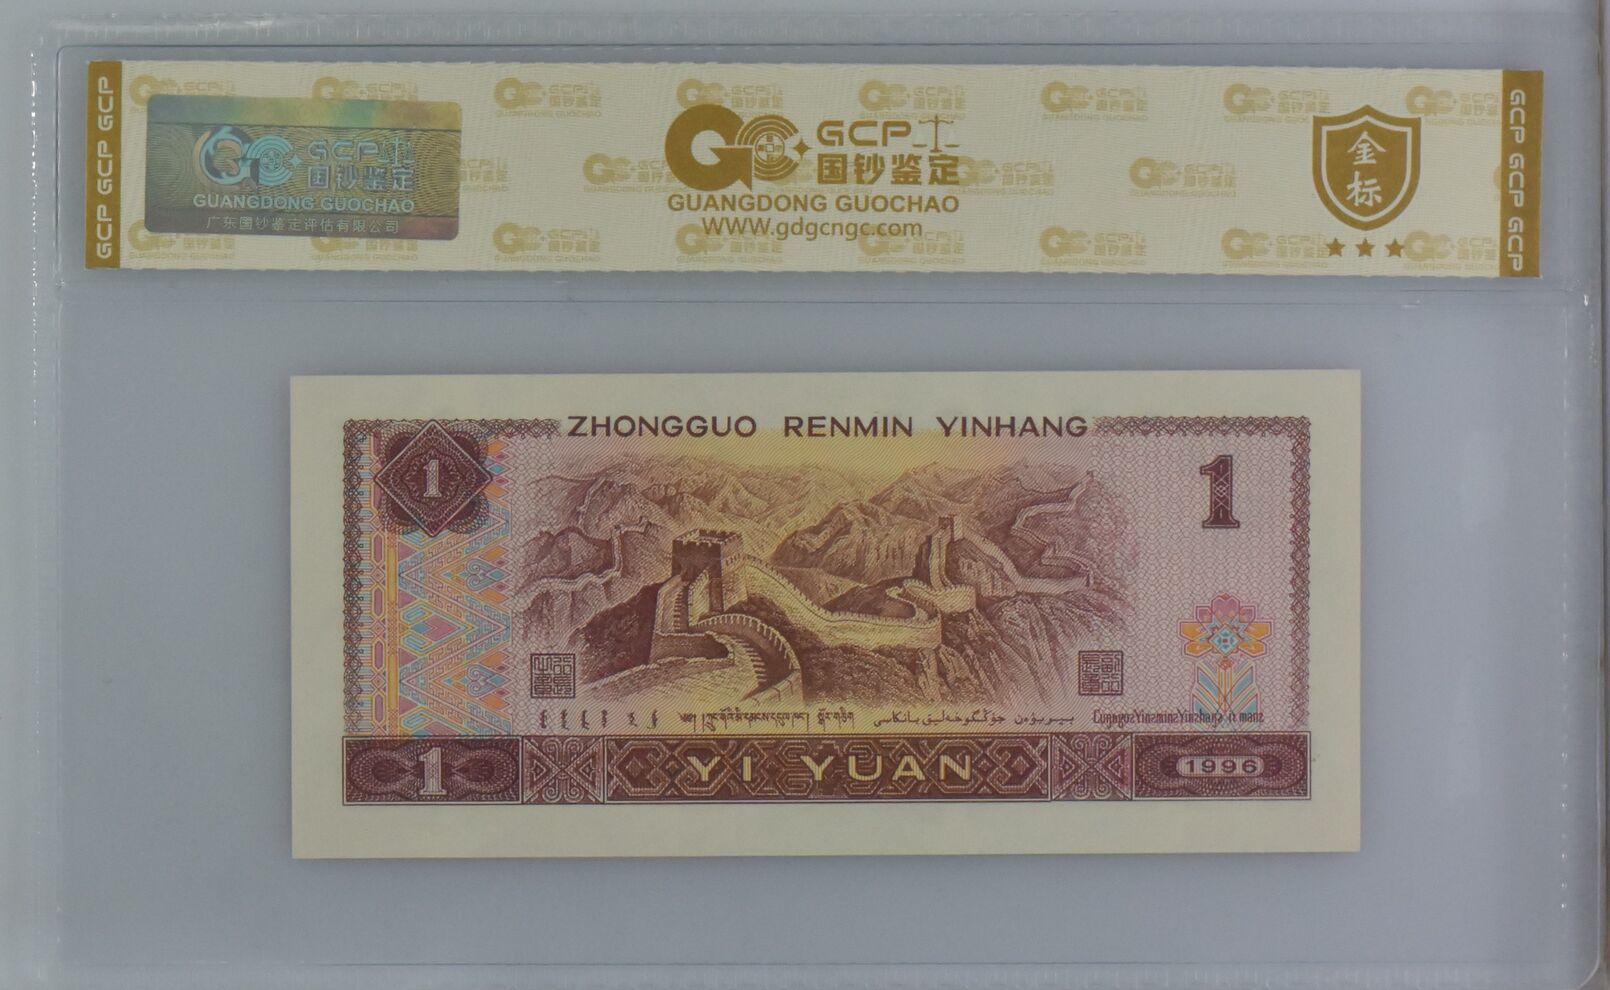 GCP GCP GCP
GCP 国钞鉴定
GUANGDONG GUOCHAO
广东国钞鉴定评估有限公司
GCP
国钞鉴定
GUANGDONG GUOCHAO
WWW.gdgcngc.com
金标
GCP GCP GCP
ZHONGGUO RENMIN YINHANG
1
1
YI YUAN
1
1996